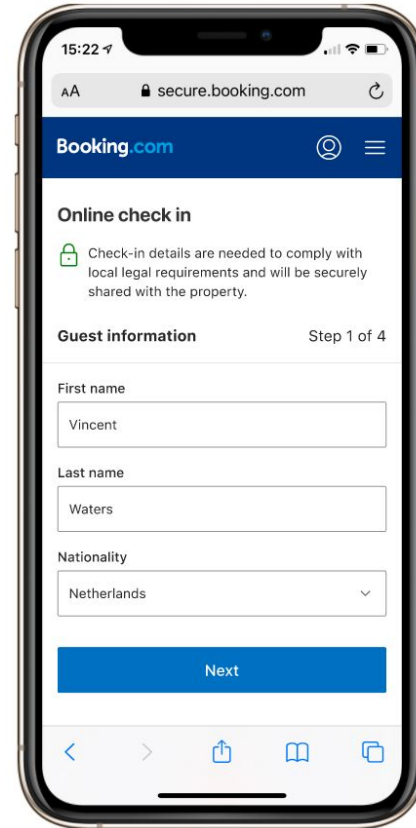 15:22
AA secure.booking.com
Booking.com
Online check in
Check-in details are needed to comply with
local legal requirements and will be securely
shared with the property.
Guest information Step 1 of 4
First name
Vincent
Last name
Waters
Nationality
Netherlands
Next